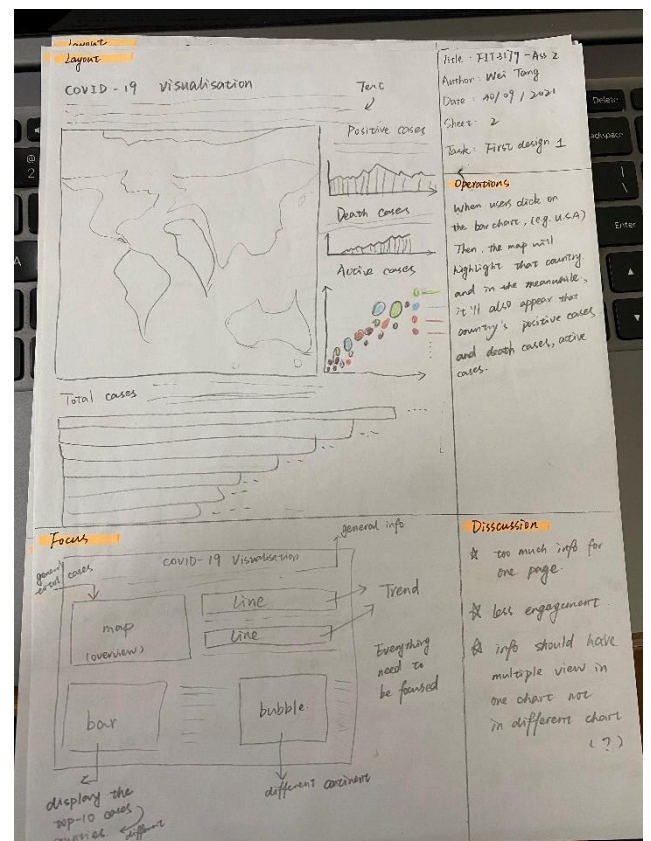 Layout
Layout
COVID-19 visualisation
Text
Positive cases
Death cases
Active cases
Total cases
Title: FIT3179-Ass 2
Author: Wei Tang
Date: 10/09/2021
Sheet: 2
Task: First design 1
Operations
When users click on
the bar chart, (e.g. U.S.A)
Then, the map will
highlight that country
and in the meanwhile,
it'll also appear that
country's positive cases
and death cases, active
cases.
Focus
general info
COVID-19 Visualisation
cases
map
(overview)
Line
Line
Trend
Everything
need to
be focused
bar
bubble
display the
top-10 cases
different
different continent
Disscussion
☆ too much info for
one page.
☆ less engagement.
☆ info should have
multiple view in
one chart not
in different chart
(?)
Delete
Enter
@
2
A